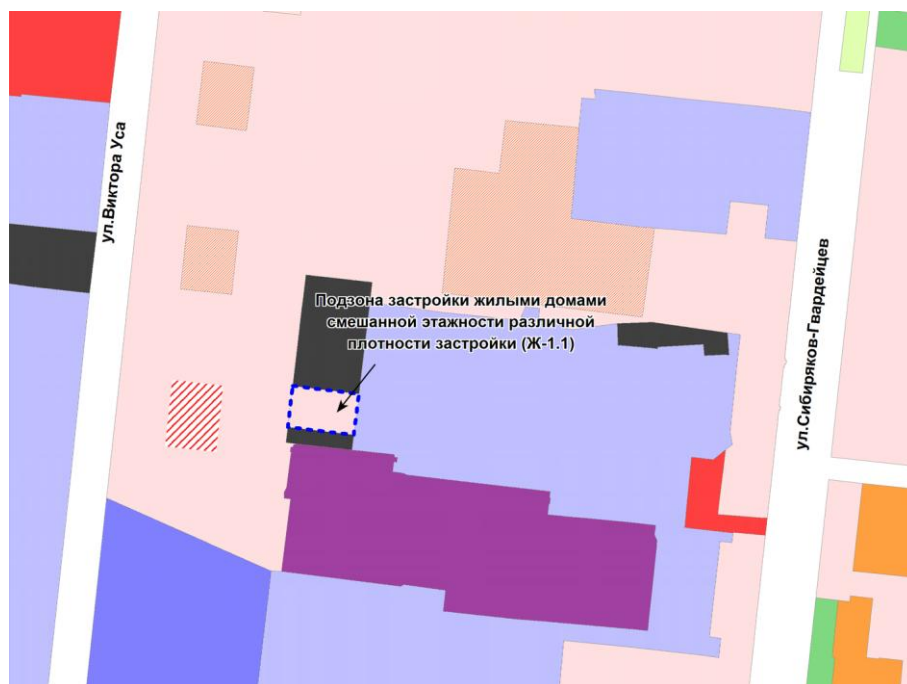 ул.Виктора Уса
Подзона застройки жилыми домами
смешанной этажности различной
плотности застройки (Ж-1.1)
ул.Сибиряков-Гвардейцев